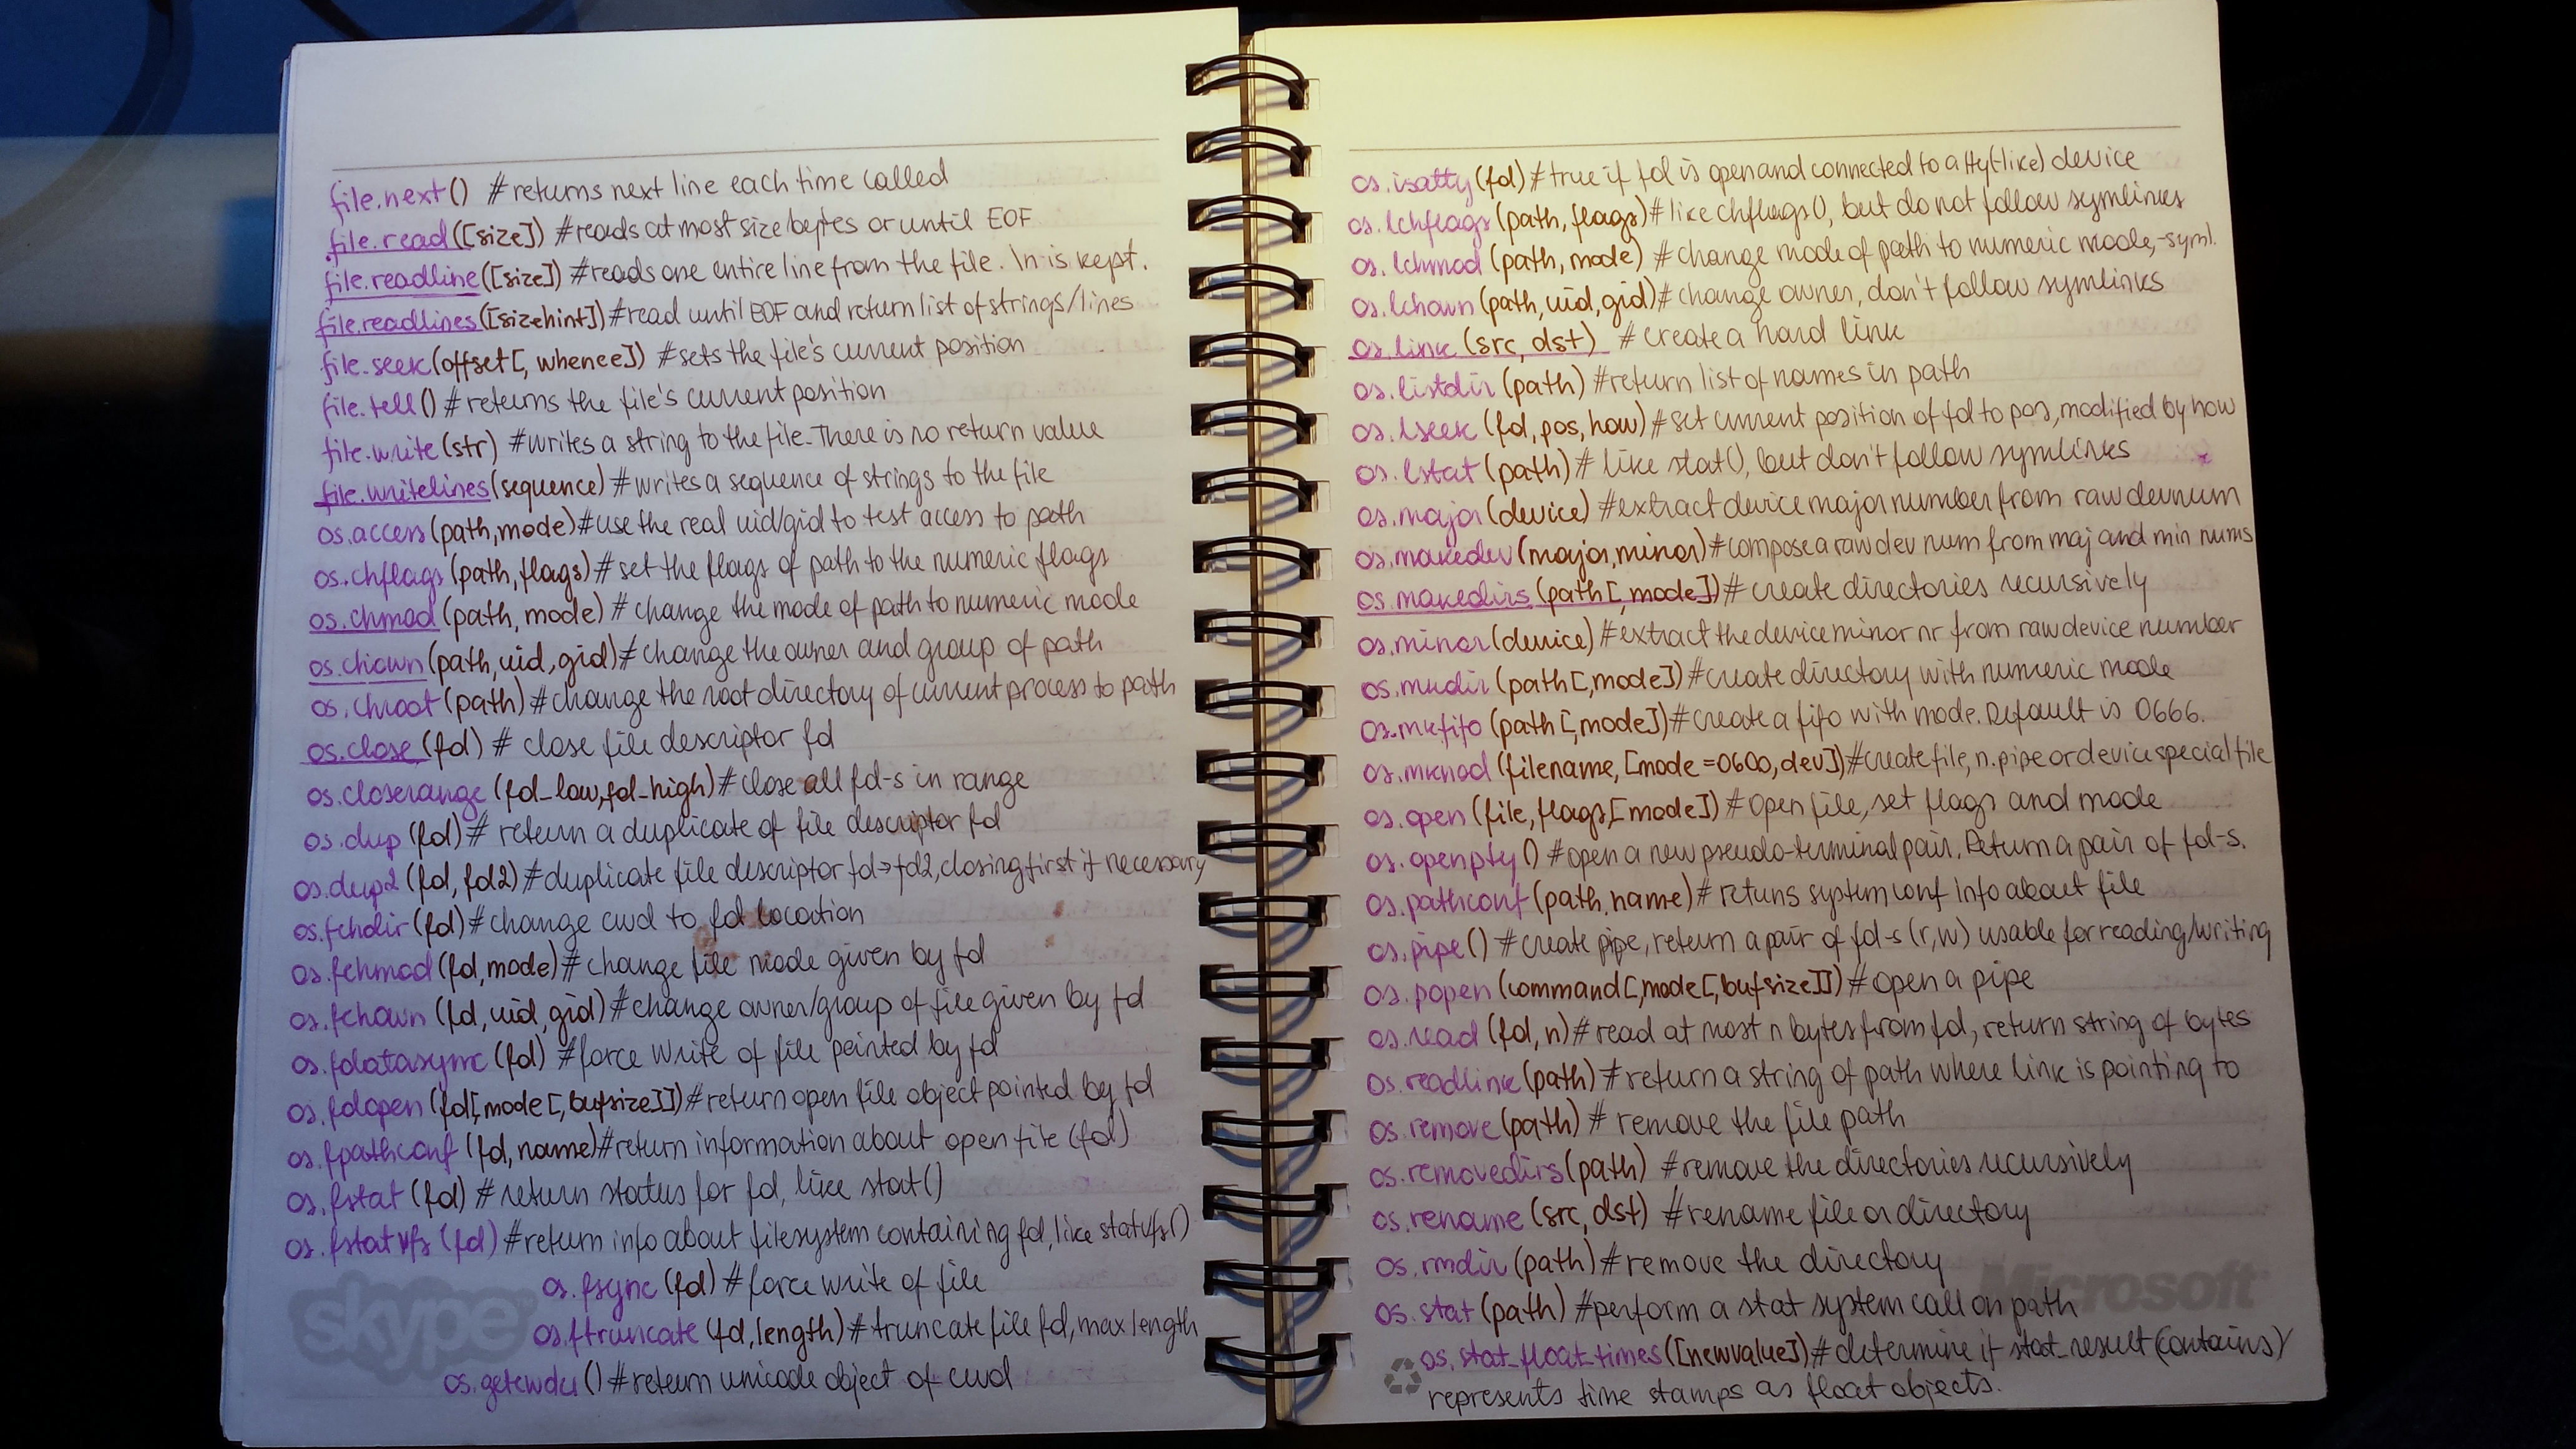 file.next() #returns next line each time called
file.read([size]) #reads at most size bytes or until EOF
file.readline([size]) #reads one entire line from the file. \n is kept.
file.readlines([sizehint]) #read until EOF and return list of strings/lines
file.seek(offset[, whence]) #sets the file's current position
file.tell() # returns the file's current position
file.write(str) #writes a string to the file. There is no return value
file.writelines(sequence) #writes a sequence of strings to the file
os.access(path,mode) #use the real uid/gid to test access to path
os.chflags(path,flags) # set the flags of path to the numeric flags
os.chmod(path, mode) # change the mode of path to numeric mode
os.chown(path,uid,gid) # change the owner and group of path
os.chroot(path) # change the root directory of current process to path
os.close(fd) # close file descriptor fd
os.closerange(fd_low,fd_high) # close all fd-s in range
os.dup(fd) # return a duplicate of file descriptor fd
os.dup2(fd, fd2) # duplicate file descriptor fd→fd2, closing first if necessary
os.fchdir(fd) # change cwd to fd location
os.fchmod(fd,mode) # change file mode given by fd
os.fchown(fd, uid, gid) # change owner/group of file given by fd
os.fdatasync(fd) #force write of file pointed by fd
os.fdopen(fd[,mode[,bufsize]]) #return open file object pointed by fd
os.fpathconf(fd, name) #return information about open file (fd)
os.fstat(fd) # return status for fd, like stat()
os.fstatvfs(fd) #return info about filesystem containing fd, like statvfs()
os.fsync(fd) # force write of file
os.ftruncate(fd,length) # truncate file fd, max length
os.getcwdu() # return unicode object of cwd
skype
os.isatty(fd) # true if fd is open and connected to a tty(-like) device
os.lchflags(path,flags) # like chflags(), but do not follow symlinks
os.lchmod(path,mode) # change mode of path to numeric mode, -syml.
os.lchown(path,uid,gid) # change owner, don't follow symlinks
os.link(src, dst) # create a hard link
os.listdir(path) #return list of names in path
os.lseek(fd,pos,how) # set current position of fd to pos, modified by how
os.lstat(path) # like stat(), but don't follow symlinks
os.major(device) #extract device major number from raw devnum
os.makedev(major,minor) # compose a raw dev num from maj and min nums
os.makedirs(path[,mode]) # create directories recursively
os.minor(device) #extract the device minor nr from raw device number
os.mkdir(path[,mode]) # create directory with numeric mode
os.mkfifo(path[,mode]) # create a fifo with mode. Default is 0666.
os.mknod(filename, [mode=0600, dev]) #create file, n.pipe or device special file
os.open(file,flags,[mode]) # open file, set flags and mode
os.openpty() #open a new pseudo-terminal pair. Return a pair of fd-s.
os.pathconf(path,name) # retuns system conf info about file
os.pipe() #create pipe, return a pair of fd-s (r,w) usable for reading/writing
os.popen(command[,mode[,bufsize]]) #open a pipe
os.read(fd,n) # read at most n bytes from fd, return string of bytes
os.readlink(path) #return a string of path where link is pointing to
os.remove(path) # remove the file path
os.removedirs(path) #remove the directories recursively
os.rename(src, dst) #rename file or directory
os.rmdir(path) # remove the directory
os.stat(path) #perform a stat system call on path
Microsoft
os.stat_float_times([newvalue]) # determine if stat_result (contains)
represents time stamps as float objects.